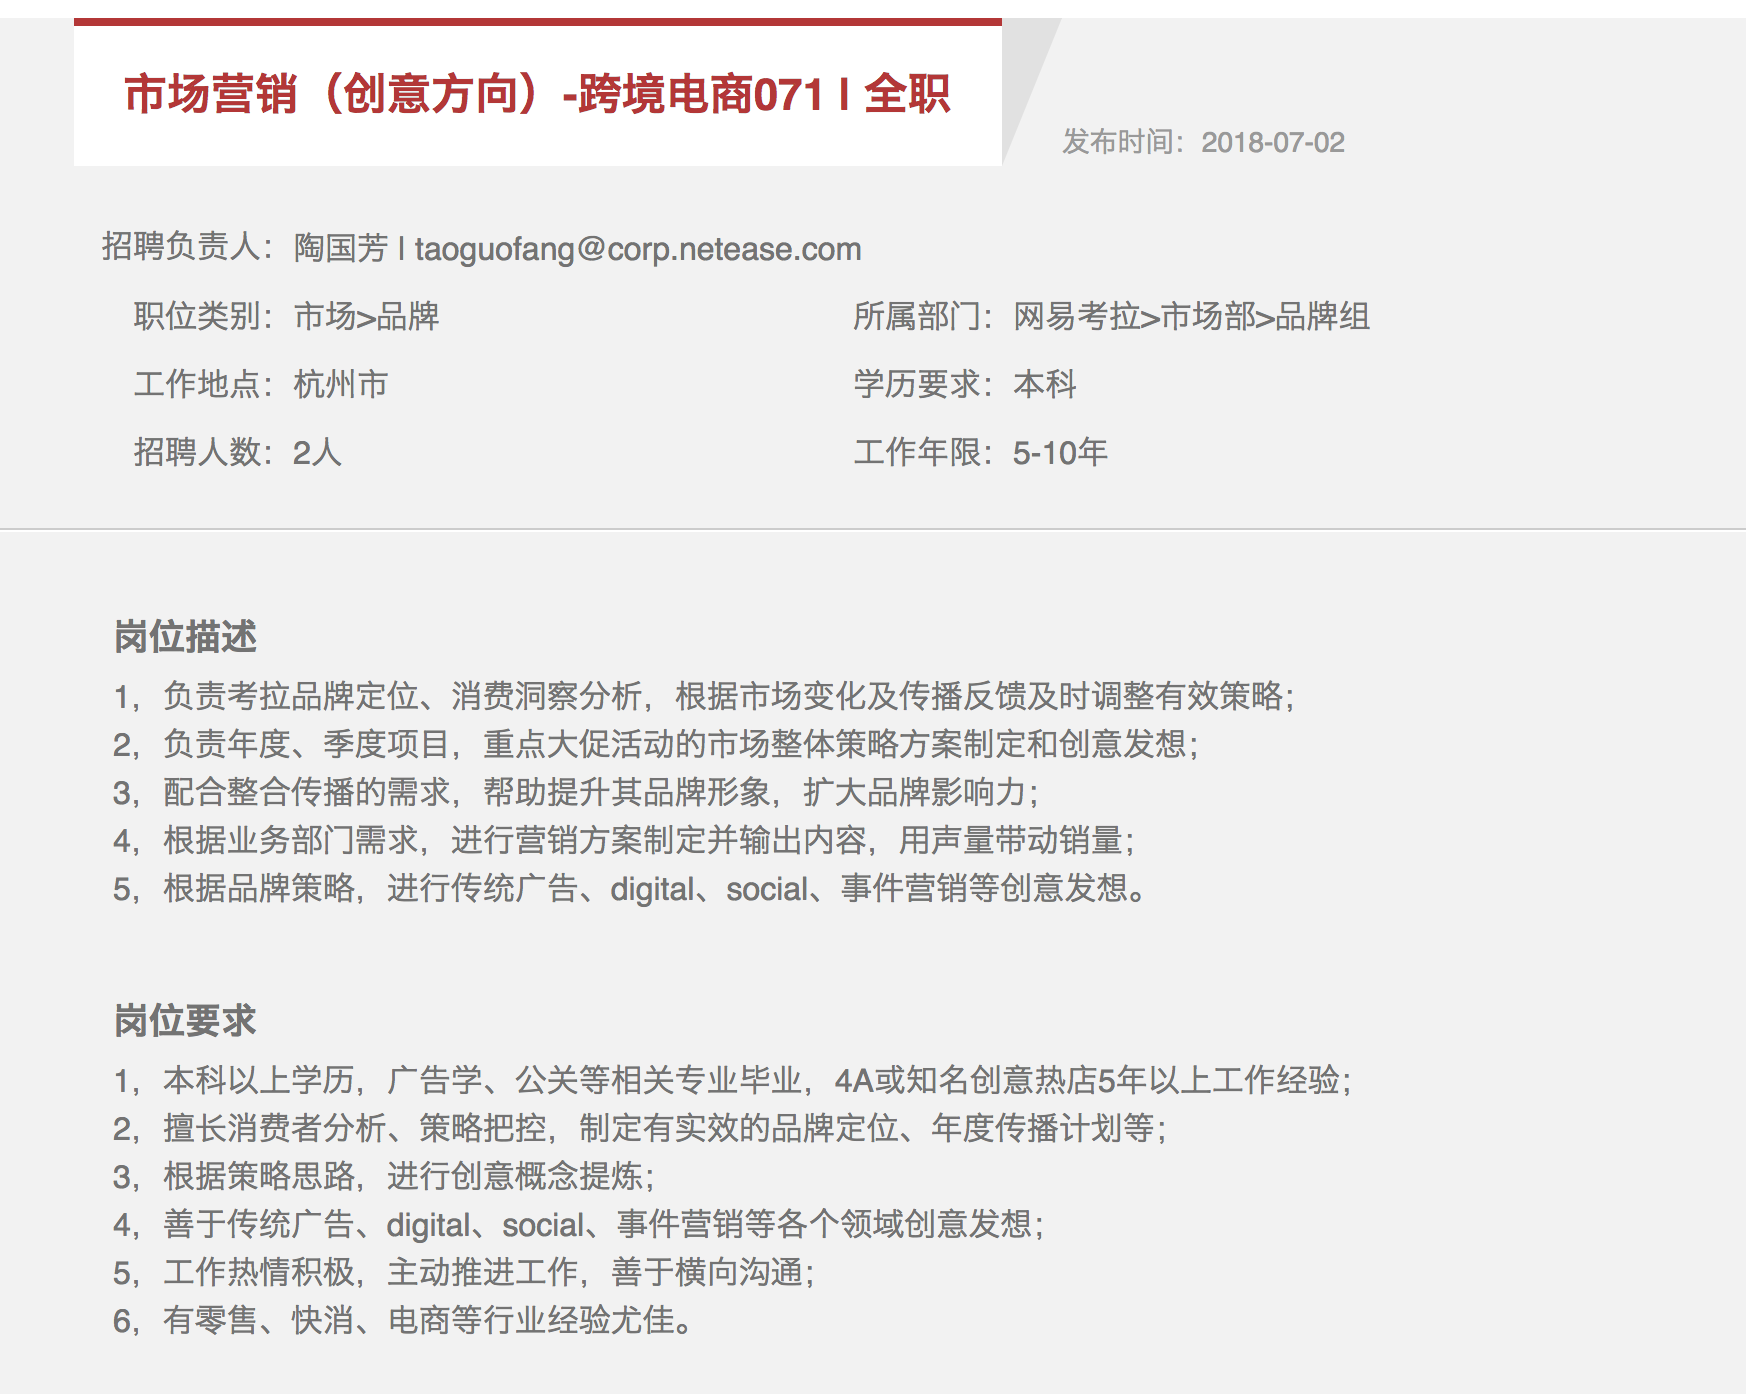 市场营销（创意方向）-跨境电商071 | 全职
发布时间：2018-07-02
招聘负责人：陶国芳 | taoguofang@corp.netease.com
职位类别：市场>品牌 所属部门：网易考拉>市场部>品牌组
工作地点：杭州市 学历要求：本科
招聘人数：2人 工作年限：5-10年
岗位描述
1，负责考拉品牌定位、消费洞察分析，根据市场变化及传播反馈及时调整有效策略；
2，负责年度、季度项目，重点大促活动的市场整体策略方案制定和创意发想；
3，配合整合传播的需求，帮助提升其品牌形象，扩大品牌影响力；
4，根据业务部门需求，进行营销方案制定并输出内容，用声量带动销量；
5，根据品牌策略，进行传统广告、digital、social、事件营销等创意发想。
岗位要求
1，本科以上学历，广告学、公关等相关专业毕业，4A或知名创意热店5年以上工作经验；
2，擅长消费者分析、策略把控，制定有实效的品牌定位、年度传播计划等；
3，根据策略思路，进行创意概念提炼；
4，善于传统广告、digital、social、事件营销等各个领域创意发想；
5，工作热情积极，主动推进工作，善于横向沟通；
6，有零售、快消、电商等行业经验尤佳。